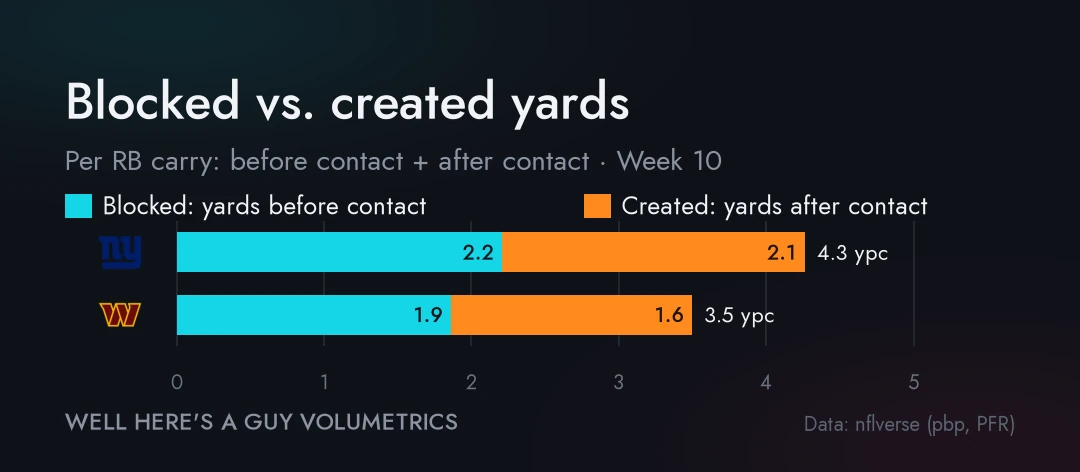 Blocked vs. created yards
Per RB carry: before contact + after contact · Week 10
Blocked: yards before contact Created: yards after contact
ny 2.2 2.1 4.3 ypc
W 1.9 1.6 3.5 ypc
0 1 2 3 4 5
WELL HERE'S A GUY VOLUMETRICS Data: nflverse (pbp, PFR)